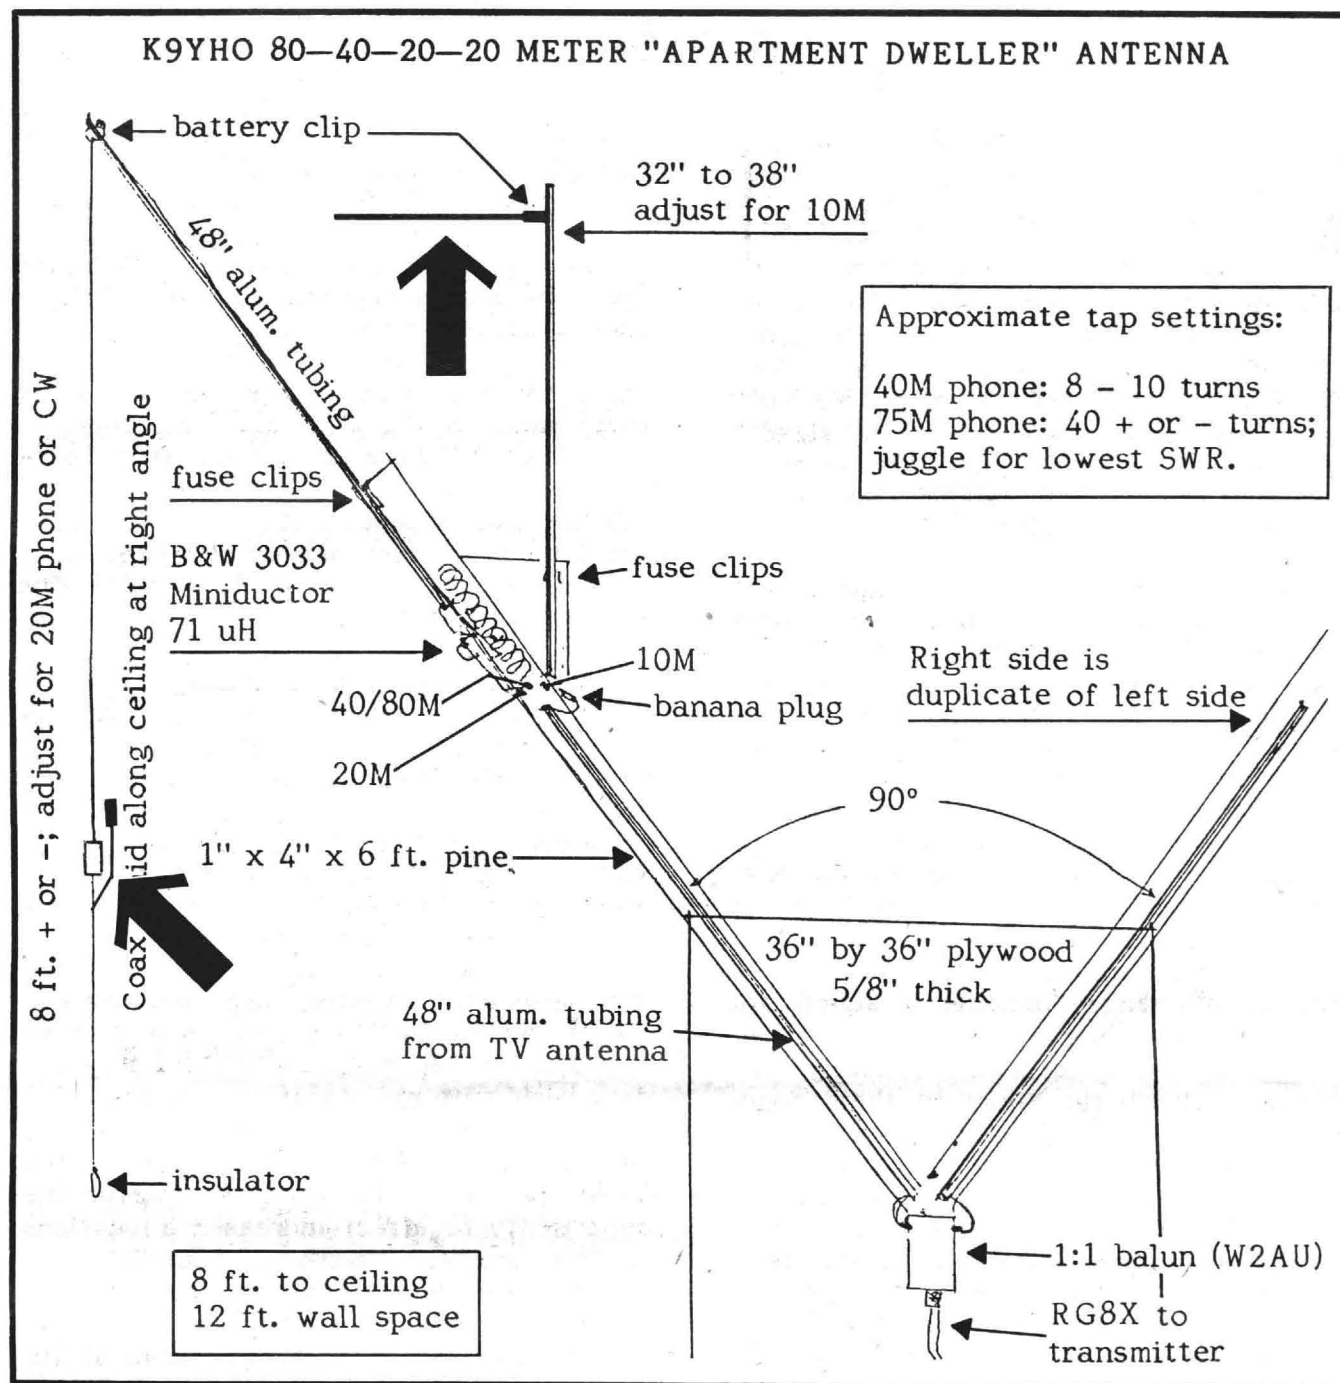 K9YHO 80—40—20—20 METER "APARTMENT DWELLER" ANTENNA
battery clip
32" to 38"
adjust for 10M
48" alum. tubing
Approximate tap settings:
40M phone: 8 - 10 turns
75M phone: 40 + or - turns;
juggle for lowest SWR.
8 ft. + or -; adjust for 20M phone or CW
Coax id along ceiling at right angle
fuse clips
B&W 3033
Miniductor
71 uH
fuse clips
10M
banana plug
40/80M
20M
Right side is
duplicate of left side
90°
1" x 4" x 6 ft. pine
36" by 36" plywood
5/8" thick
48" alum. tubing
from TV antenna
insulator
8 ft. to ceiling
12 ft. wall space
1:1 balun (W2AU)
RG8X to
transmitter